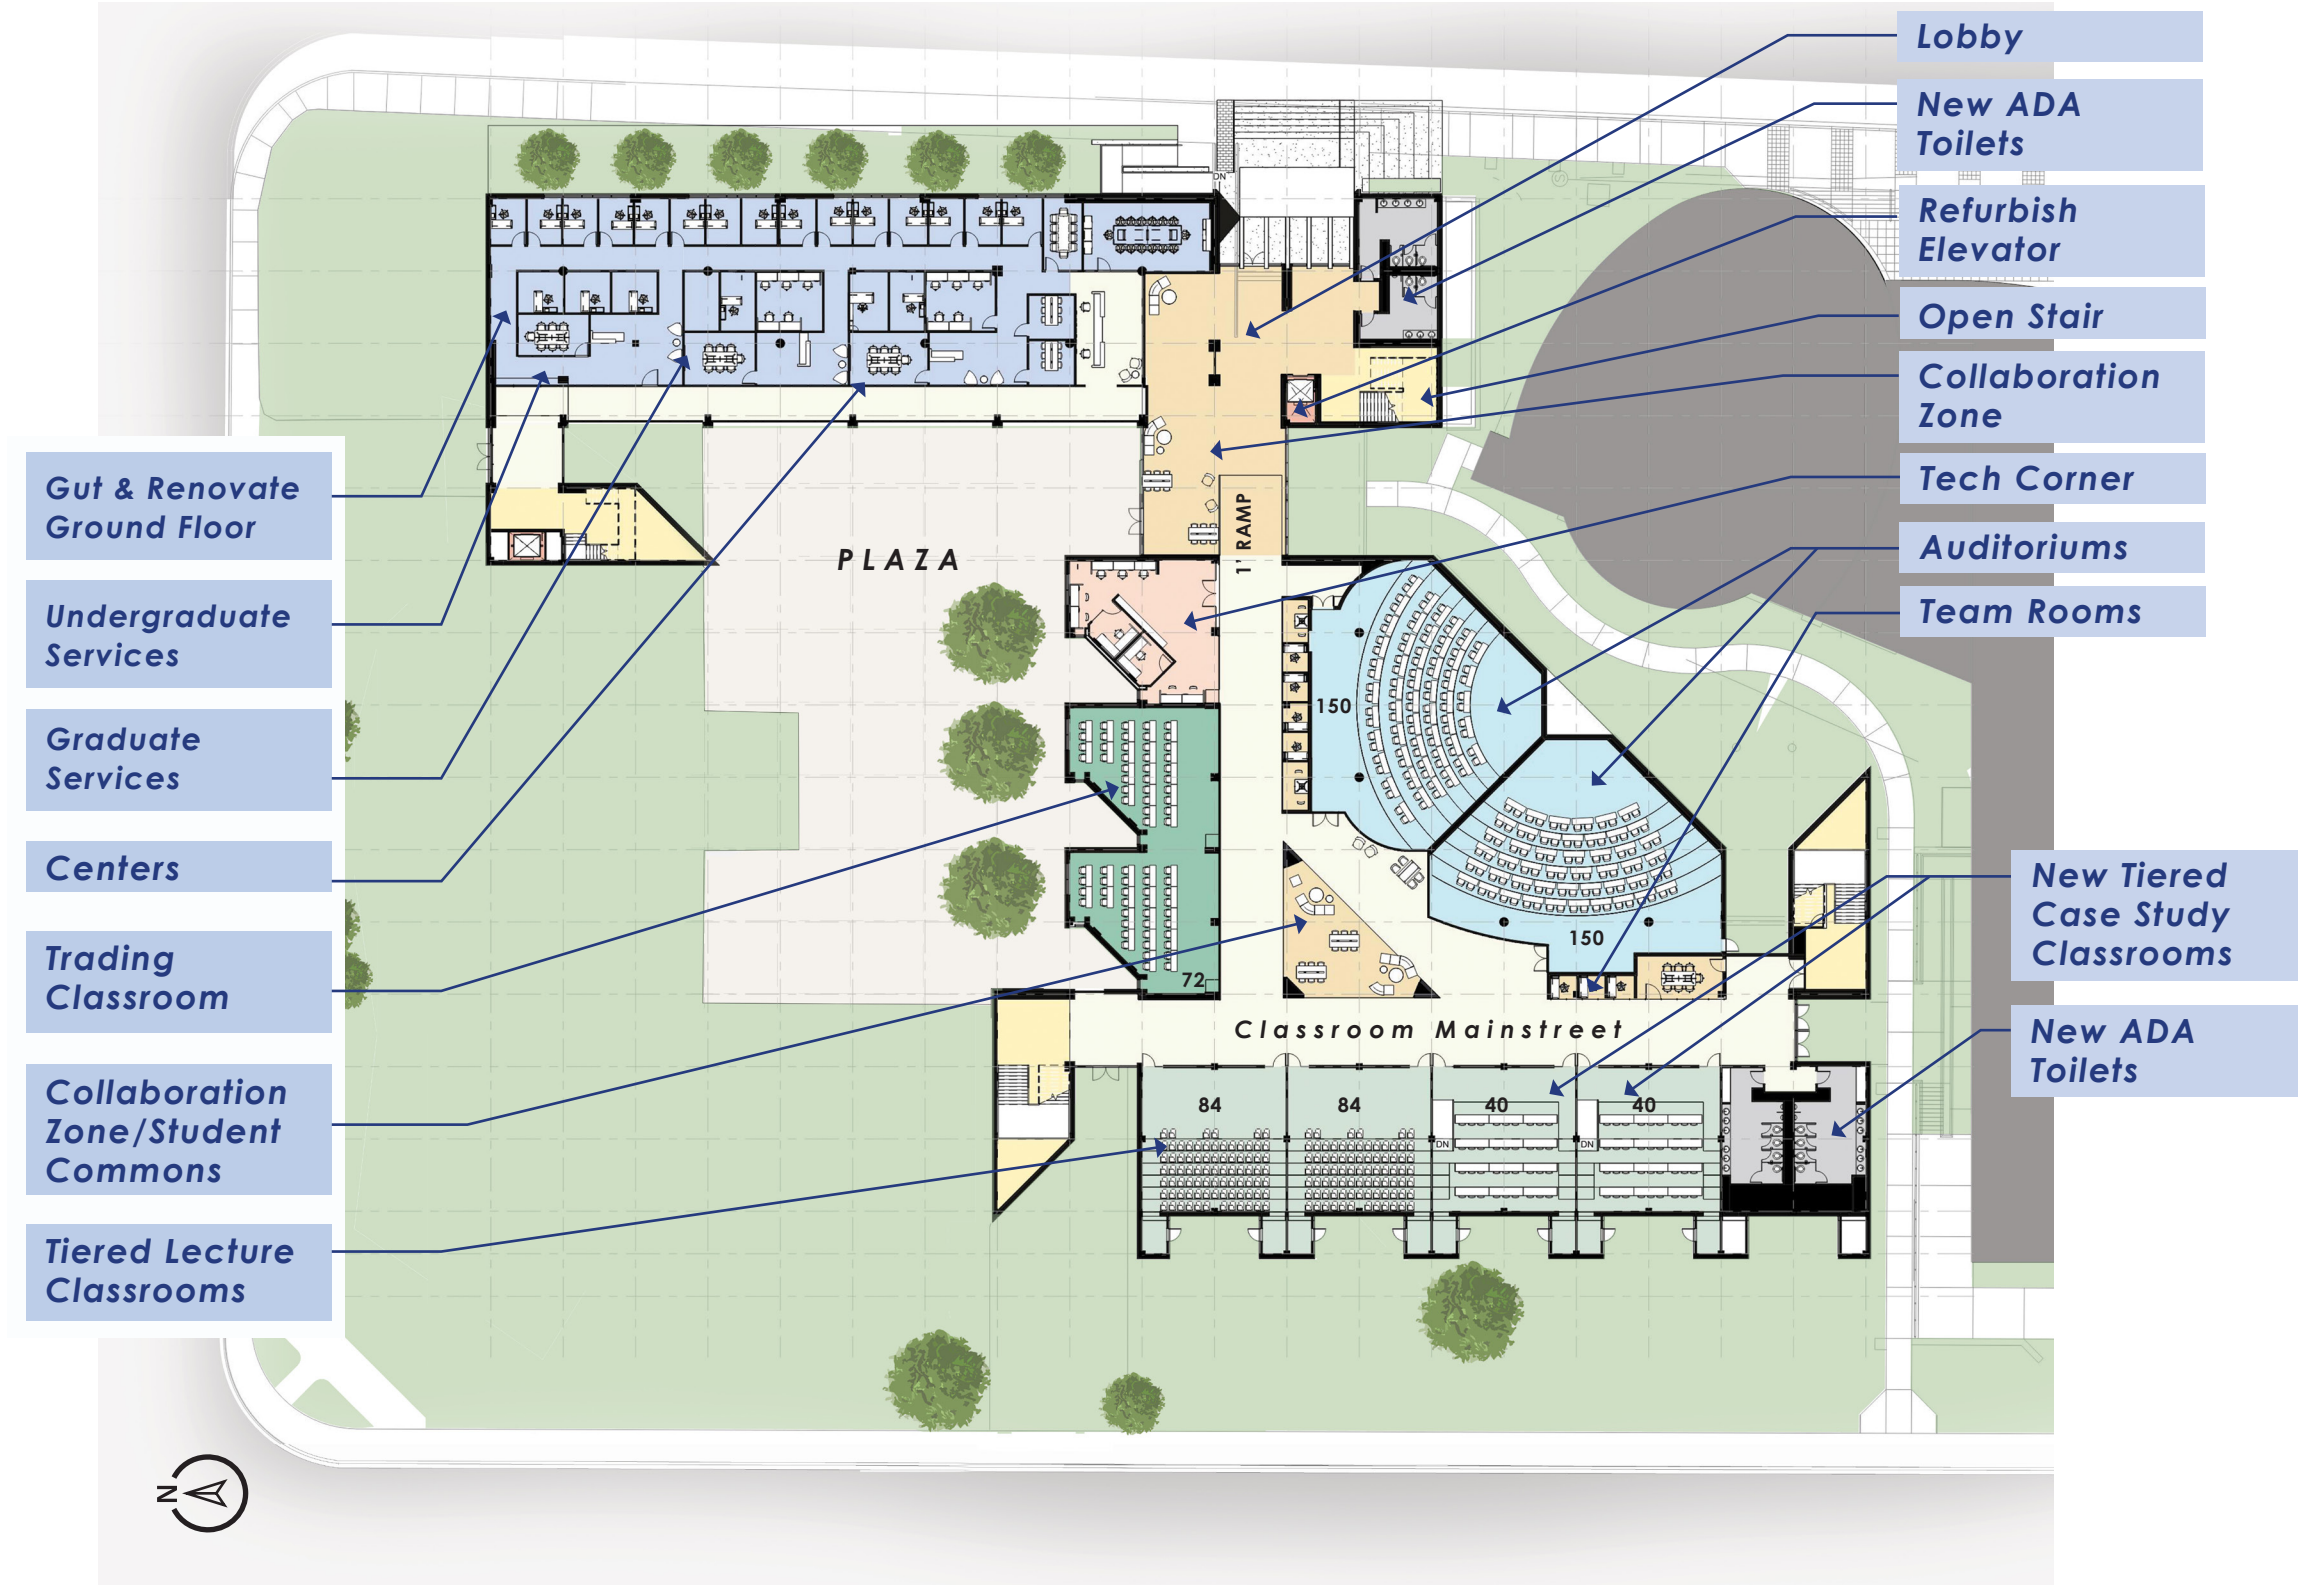 Lobby
New ADA
Toilets
Refurbish
Elevator
Open Stair
Collaboration
Zone
Tech Corner
Auditoriums
Team Rooms
New Tiered
Case Study
Classrooms
New ADA
Toilets
Gut & Renovate
Ground Floor
Undergraduate
Services
Graduate
Services
Centers
Trading
Classroom
Collaboration
Zone/Student
Commons
Tiered Lecture
Classrooms
DN
PLAZA
1' RAMP
150
150
72
Classroom Mainstreet
84
84
40
40
DN
DN
N
S